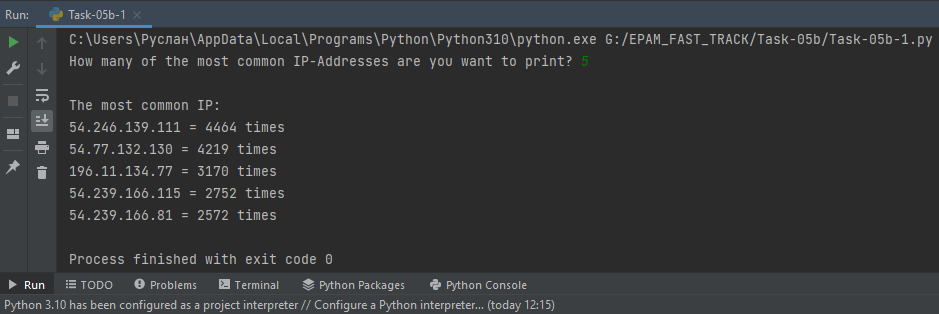 Run: Task-05b-1
C:\Users\Руслан\AppData\Local\Programs\Python\Python310\python.exe G:/EPAM_FAST_TRACK/Task-05b/Task-05b-1.py
How many of the most common IP-Addresses are you want to print? 5
The most common IP:
54.246.139.111 = 4464 times
54.77.132.130 = 4219 times
196.11.134.77 = 3170 times
54.239.166.115 = 2752 times
54.239.166.81 = 2572 times
Process finished with exit code 0
Run TODO Problems Terminal Python Packages Python Console
Python 3.10 has been configured as a project interpreter // Configure a Python interpreter... (today 12:15)